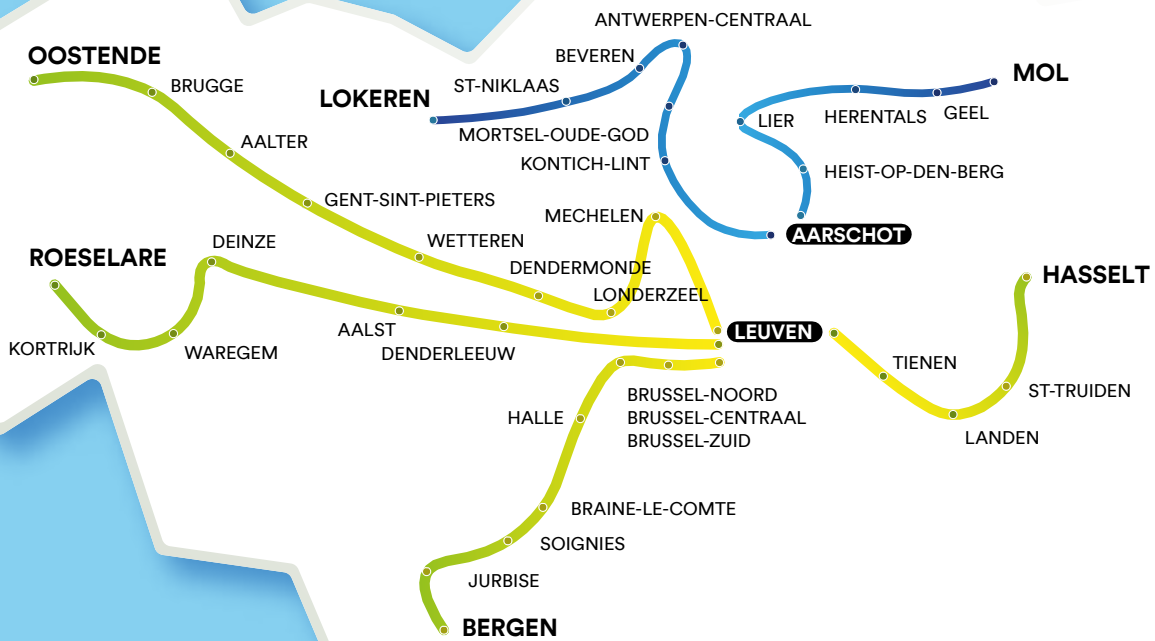 ANTWERPEN-CENTRAAL
OOSTENDE
BEVEREN
MOL
BRUGGE
ST-NIKLAAS
LOKEREN
GEEL
HERENTALS
LIER
MORTSEL-OUDE-GOD
AALTER
KONTICH-LINT
HEIST-OP-DEN-BERG
GENT-SINT-PIETERS
MECHELEN
AARSCHOT
WETTEREN
DEINZE
ROESELARE
DENDERMONDE
HASSELT
LONDERZEEL
AALST
LEUVEN
KORTRIJK
WAREGEM
DENDERLEEUW
TIENEN
ST-TRUIDEN
BRUSSEL-NOORD
HALLE
BRUSSEL-CENTRAAL
BRUSSEL-ZUID
LANDEN
BRAINE-LE-COMTE
SOIGNIES
JURBISE
BERGEN